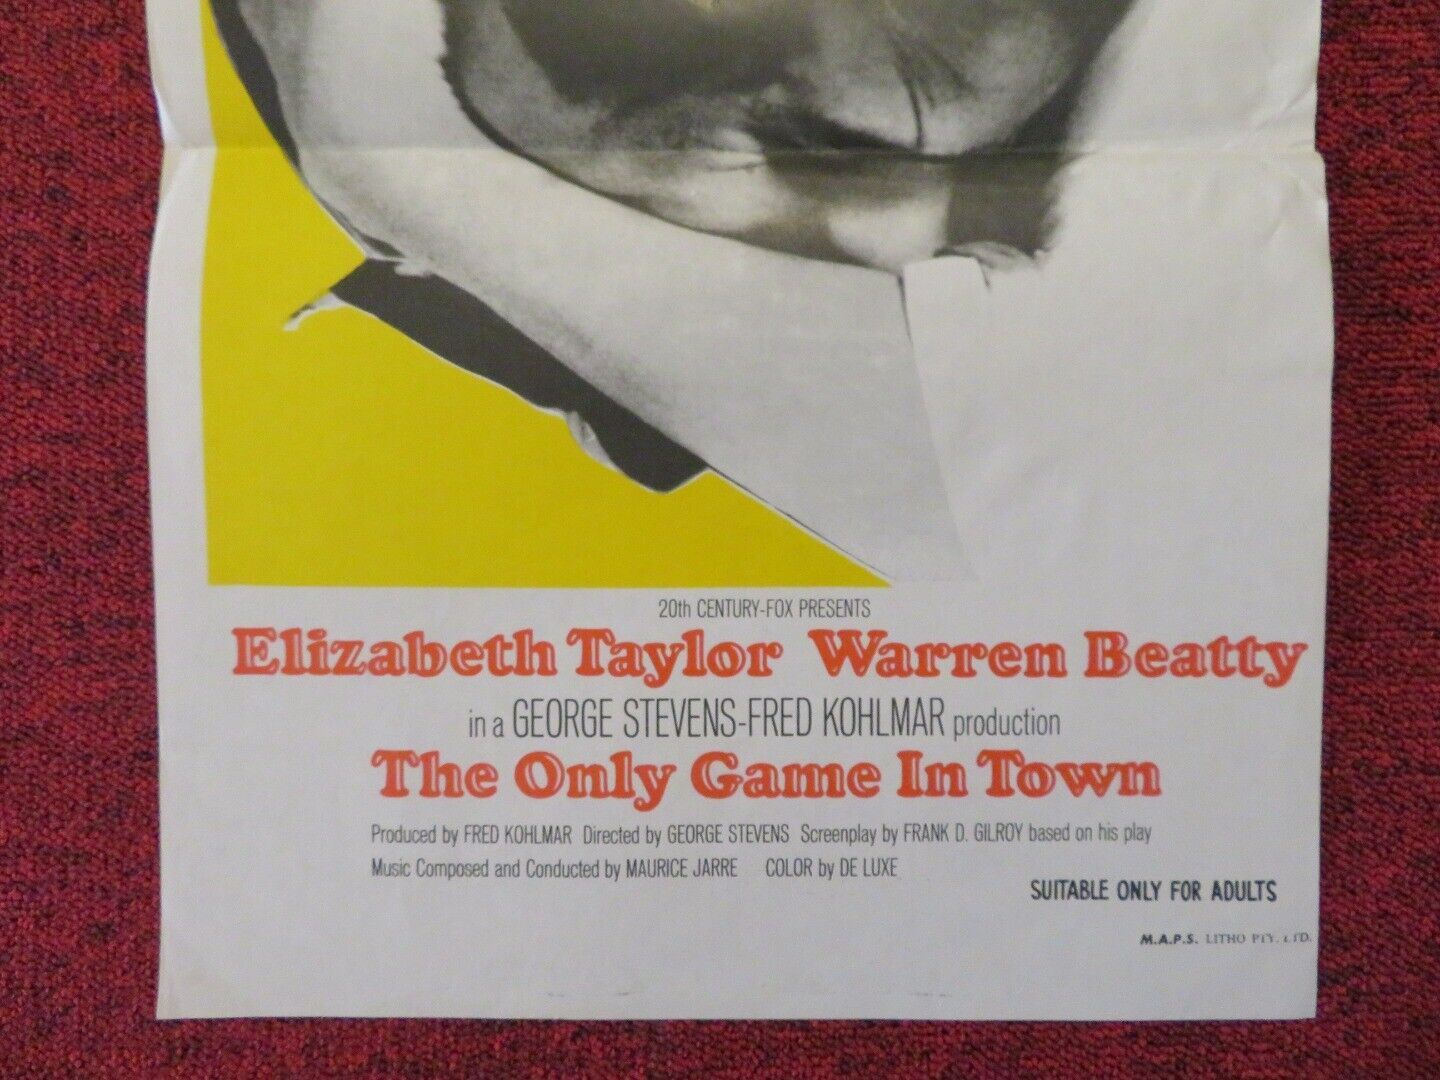 20th CENTURY-FOX PRESENTS
Elizabeth Taylor Warren Beatty
in a GEORGE STEVENS-FRED KOHLMAR production
The Only Game In Town
Produced by FRED KOHLMAR Directed by GEORGE STEVENS Screenplay by FRANK D. GILROY based on his play
Music Composed and Conducted by MAURICE JARRE COLOR by DE LUXE
SUITABLE ONLY FOR ADULTS
M.A.P.S. LITHO PTY. LTD.